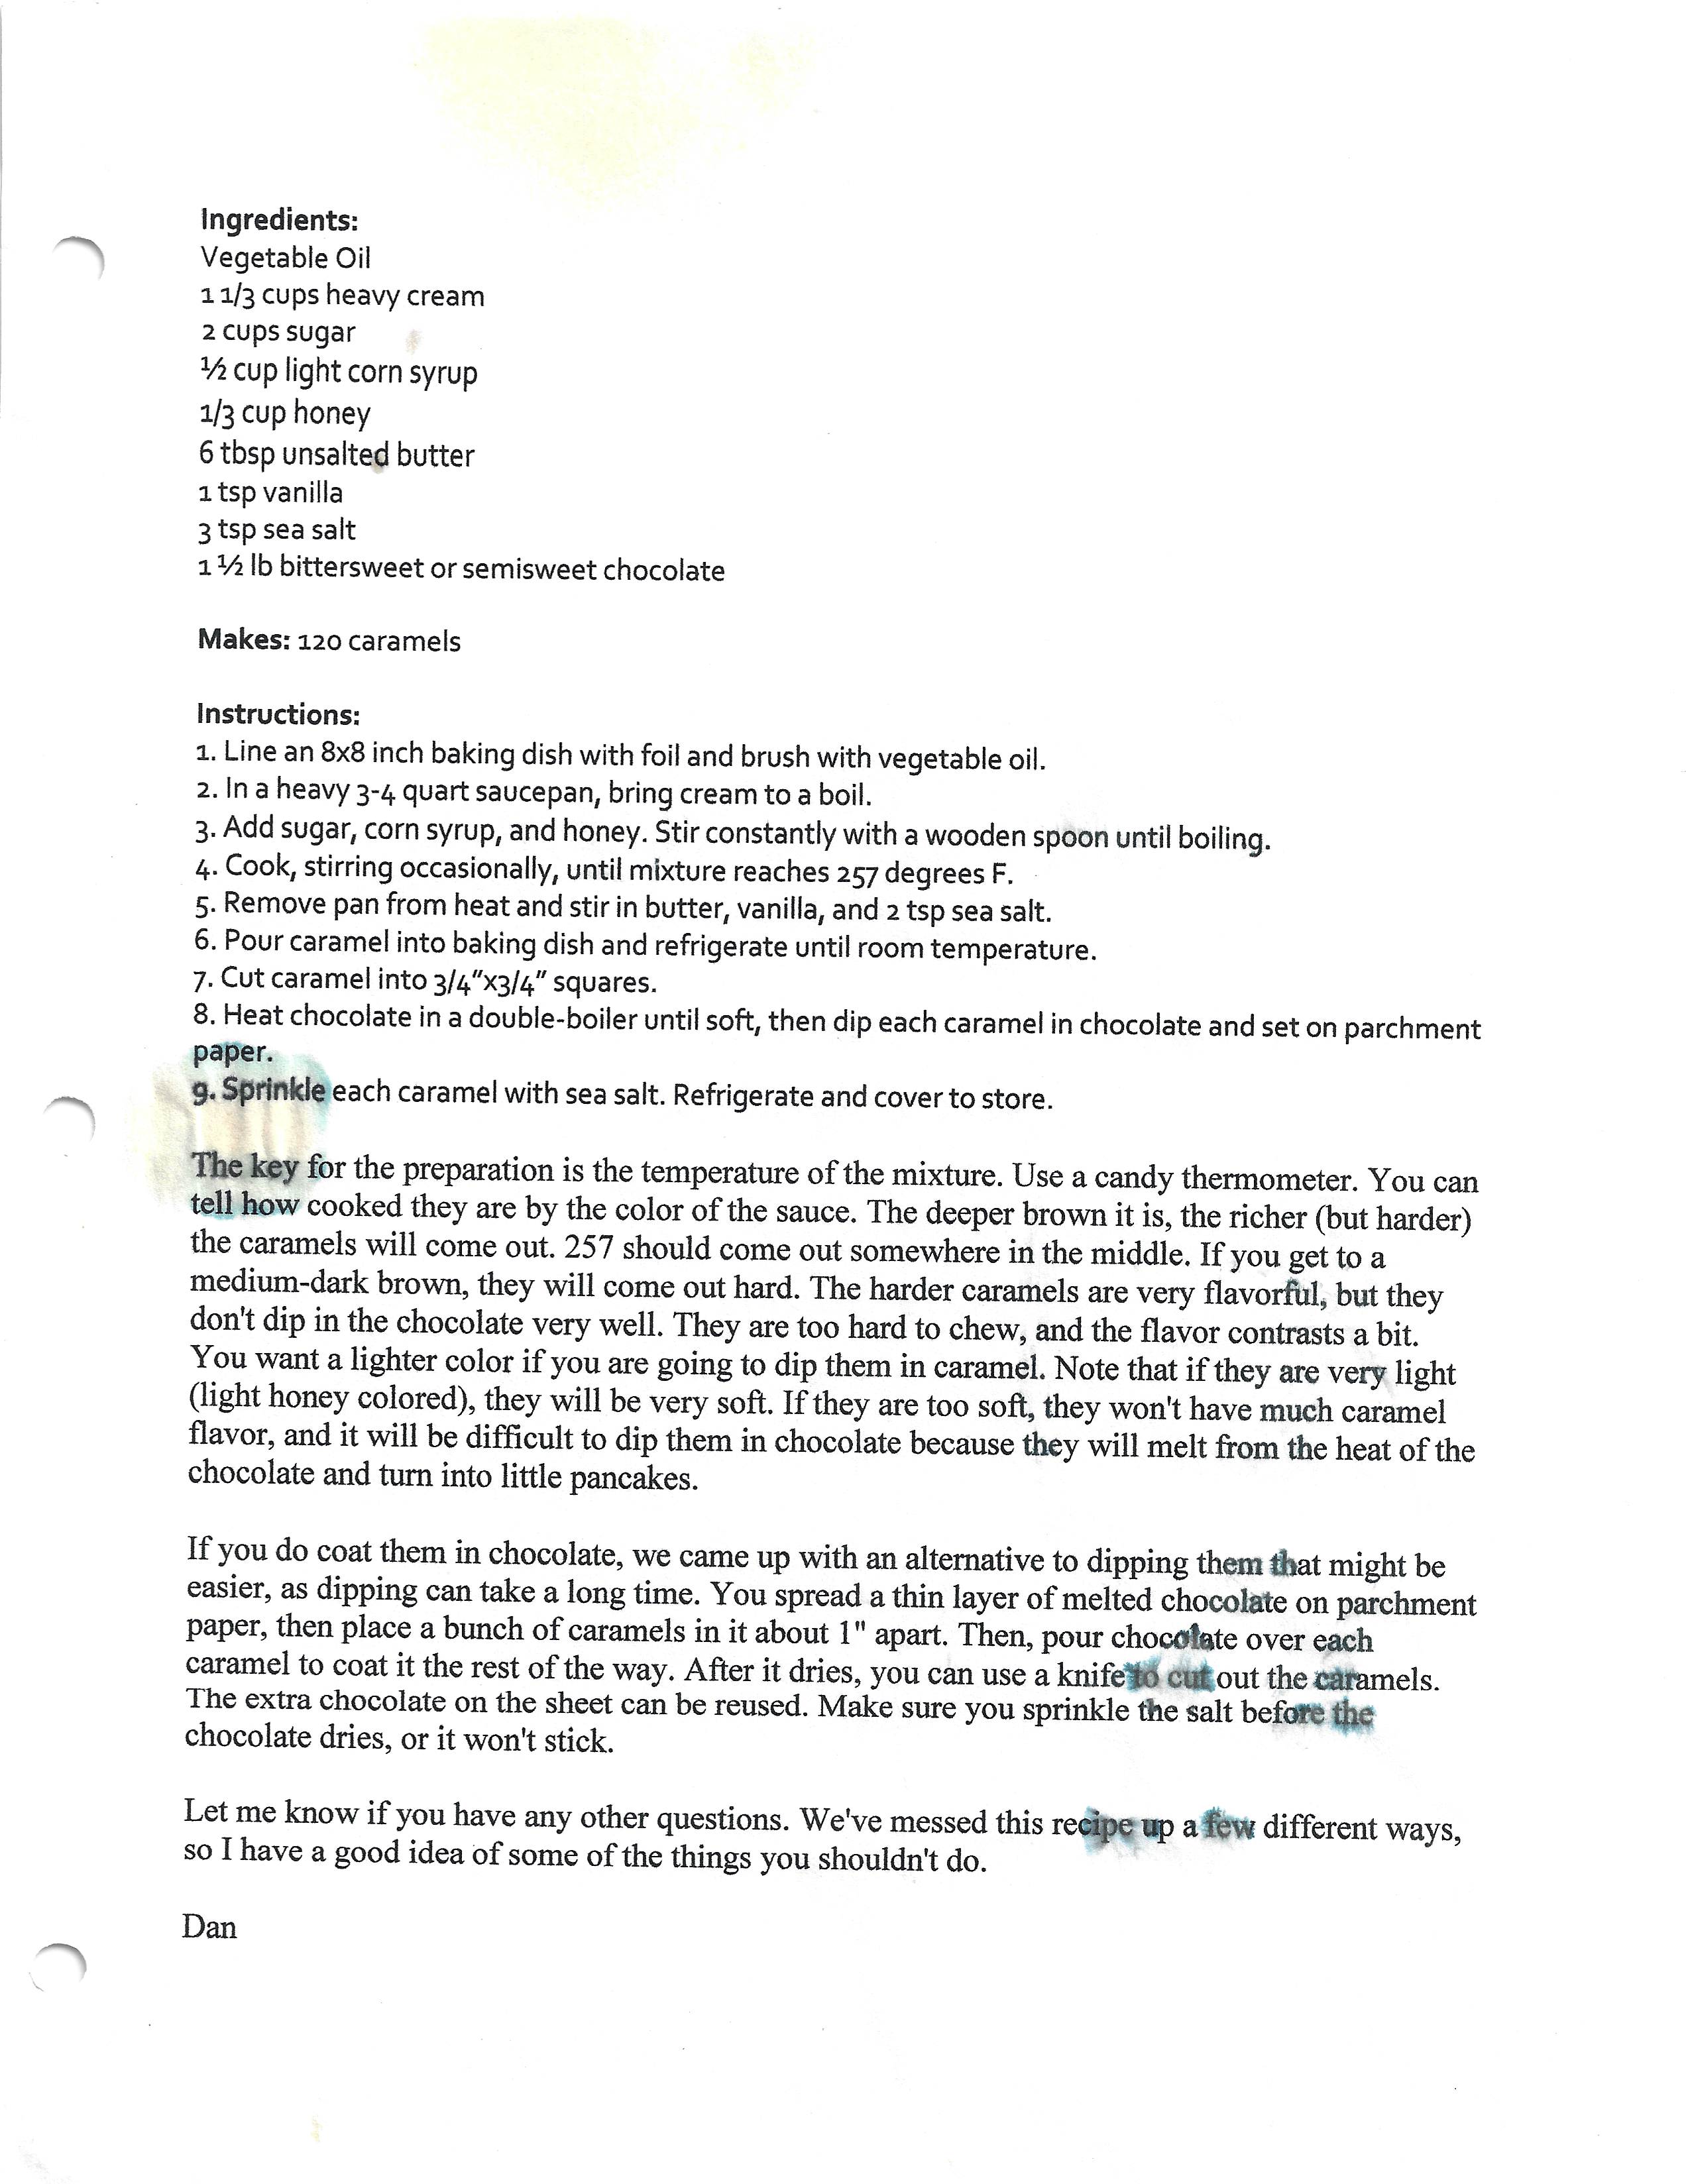 Ingredients:
Vegetable Oil
1 1/3 cups heavy cream
2 cups sugar
½ cup light corn syrup
1/3 cup honey
6 tbsp unsalted butter
1 tsp vanilla
3 tsp sea salt
1 ½ lb bittersweet or semisweet chocolate
Makes: 120 caramels
Instructions:
1. Line an 8x8 inch baking dish with foil and brush with vegetable oil.
2. In a heavy 3-4 quart saucepan, bring cream to a boil.
3. Add sugar, corn syrup, and honey. Stir constantly with a wooden spoon until boiling.
4. Cook, stirring occasionally, until mixture reaches 257 degrees F.
5. Remove pan from heat and stir in butter, vanilla, and 2 tsp sea salt.
6. Pour caramel into baking dish and refrigerate until room temperature.
7. Cut caramel into 3/4"x3/4" squares.
8. Heat chocolate in a double-boiler until soft, then dip each caramel in chocolate and set on parchment
paper.
9. Sprinkle each caramel with sea salt. Refrigerate and cover to store.
The key for the preparation is the temperature of the mixture. Use a candy thermometer. You can
tell how cooked they are by the color of the sauce. The deeper brown it is, the richer (but harder)
the caramels will come out. 257 should come out somewhere in the middle. If you get to a
medium-dark brown, they will come out hard. The harder caramels are very flavorful, but they
don't dip in the chocolate very well. They are too hard to chew, and the flavor contrasts a bit.
You want a lighter color if you are going to dip them in caramel. Note that if they are very light
(light honey colored), they will be very soft. If they are too soft, they won't have much caramel
flavor, and it will be difficult to dip them in chocolate because they will melt from the heat of the
chocolate and turn into little pancakes.
If you do coat them in chocolate, we came up with an alternative to dipping them that might be
easier, as dipping can take a long time. You spread a thin layer of melted chocolate on parchment
paper, then place a bunch of caramels in it about 1" apart. Then, pour chocolate over each
caramel to coat it the rest of the way. After it dries, you can use a knife to cut out the caramels.
The extra chocolate on the sheet can be reused. Make sure you sprinkle the salt before the
chocolate dries, or it won't stick.
Let me know if you have any other questions. We've messed this recipe up a few different ways,
so I have a good idea of some of the things you shouldn't do.
Dan